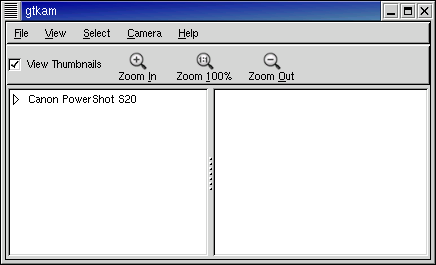 gtkam
File View Select Camera Help
View Thumbnails
1:1
Zoom In Zoom 100% Zoom Out
Canon PowerShot S20